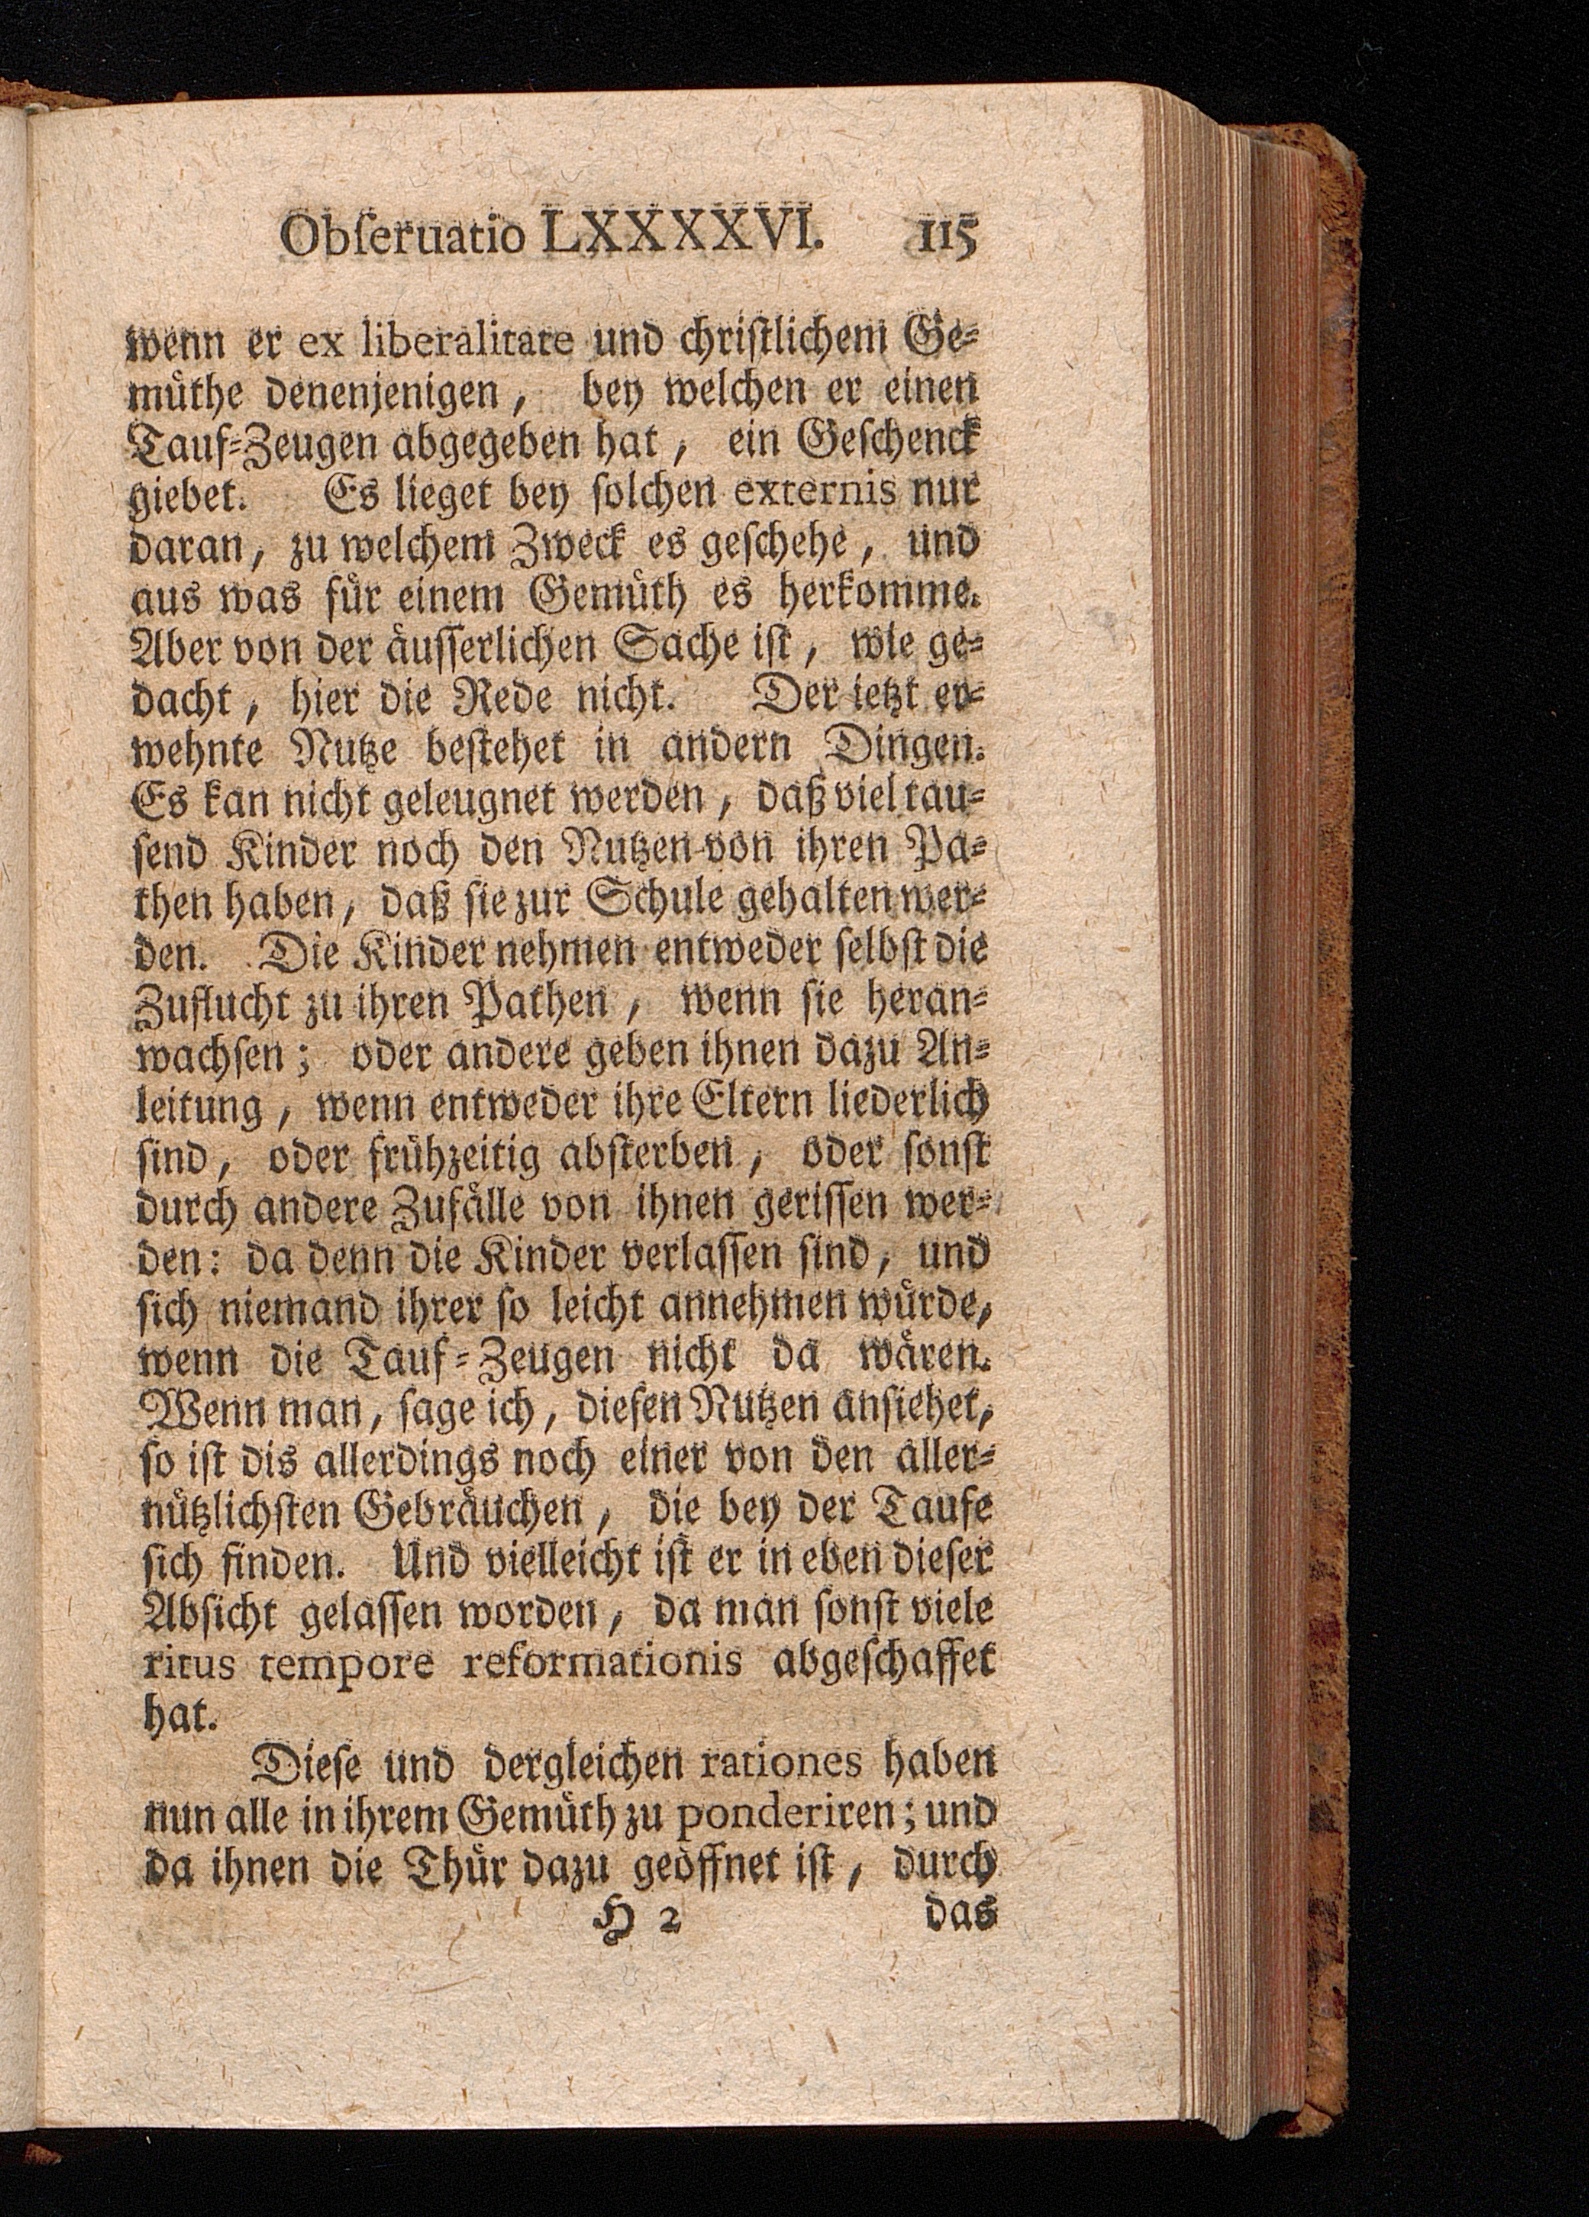 Obſeruatio LXXXXXVI. 115
wenn er ex liberalitate und chriſtlichem Ge⸗
müthe denenjenigen, bey welchen er einen
Tauf⸗Zeugen abgegeben hat, ein Geſchenck
giebet. Es lieget bey ſolchen externis nur
daran, zu welchem Zweck es geſchehe, und
aus was für einem Gemüth es herkomme.
Aber von der äuſſerlichen Sache iſt, wie ge⸗
dacht, hier die Rede nicht. Der ietzt er⸗
wehnte Nutze beſtehet in andern Dingen.
Es kan nicht geleugnet werden, daß viel tau⸗
ſend Kinder noch den Nutzen von ihren Pa⸗
then haben, daß ſie zur Schule gehalten wer⸗
den. Die Kinder nehmen entweder ſelbſt die
Zuflucht zu ihren Pathen, wenn ſie heran⸗
wachſen; oder andere geben ihnen dazu An⸗
leitung, wenn entweder ihre Eltern liederlich
ſind, oder frühzeitig abſterben, oder ſonſt
durch andere Zufälle von ihnen geriſſen wer⸗
den: da denn die Kinder verlaſſen ſind, und
ſich niemand ihrer ſo leicht annehmen würde,
wenn die Tauf⸗Zeugen nicht da wären.
Wenn man, ſage ich, dieſen Nutzen anſiehet,
ſo iſt dis allerdings noch einer von den aller⸗
nützlichſten Gebräuchen, die bey der Taufe
ſich finden. Und vielleicht iſt er in eben dieſer
Abſicht gelaſſen worden, da man ſonſt viele
ritus tempore reformationis abgeſchaffet
hat.
Dieſe und dergleichen rationes haben
nun alle in ihrem Gemüth zu ponderiren; und
da ihnen die Thür dazu geöffnet iſt, durch
H 2 das